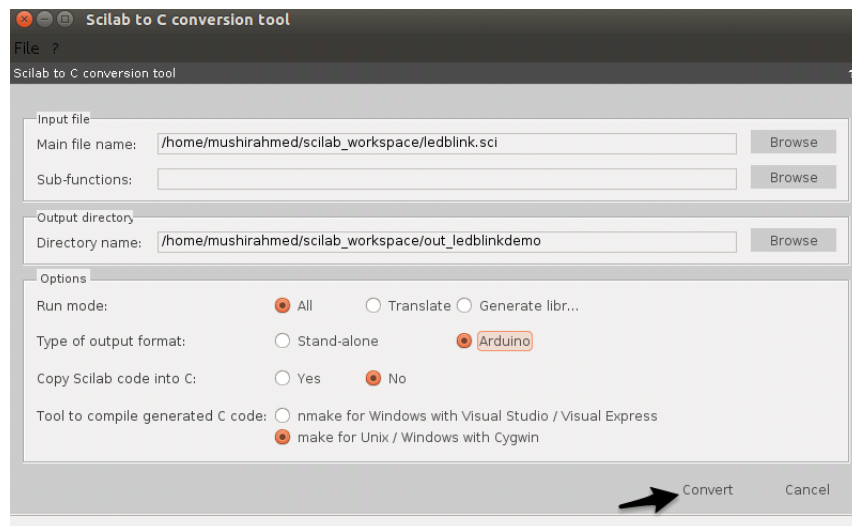 Scilab to C conversion tool
File ?
Scilab to C conversion tool
Input file
Main file name: /home/mushirahmed/scilab_workspace/ledblink.sci Browse
Sub-functions: Browse
Output directory
Directory name: /home/mushirahmed/scilab_workspace/out_ledblinkdemo Browse
Options
Run mode: All Translate Generate libr...
Type of output format: Stand-alone Arduino
Copy Scilab code into C: Yes No
Tool to compile generated C code: nmake for Windows with Visual Studio / Visual Express
make for Unix / Windows with Cygwin
Convert Cancel